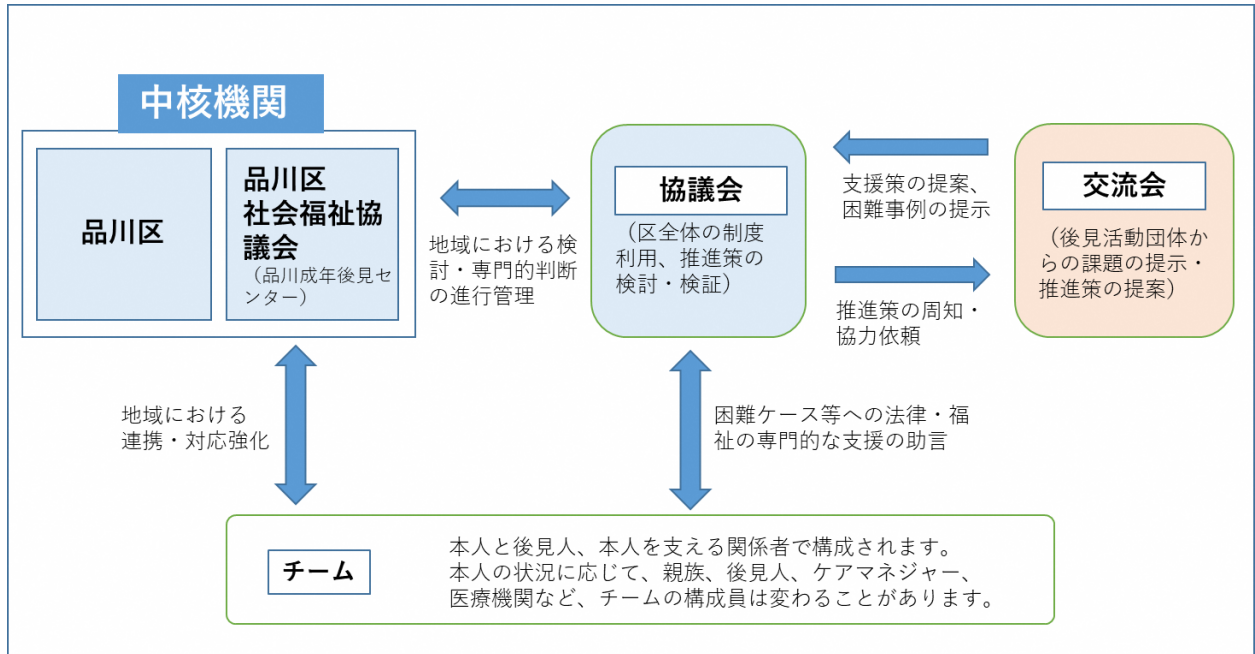 中核機関
品川区
品川区
社会福祉協
議会
（品川成年後見セ
ンター）
地域における検
討・専門的判断
の進行管理
協議会
（区全体の制度
利用、推進策の
検討・検証）
支援策の提案、
困難事例の提示
推進策の周知・
協力依頼
交流会
（後見活動団体か
らの課題の提示・
推進策の提案）
地域における
連携・対応強化
困難ケース等への法律・福
祉の専門的な支援の助言
チーム
本人と後見人、本人を支える関係者で構成されます。
本人の状況に応じて、親族、後見人、ケアマネジャー、
医療機関など、チームの構成員は変わることがあります。